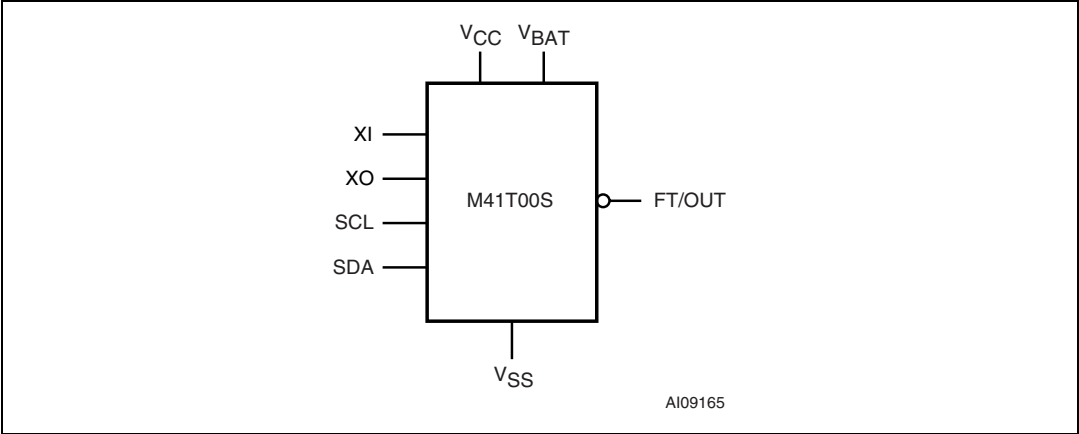 VCC VBAT
XI
XO
M41T00S
FT/OUT
SCL
SDA
VSS
AI09165